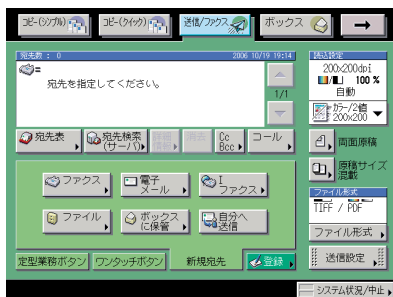 コピー(シンプル)
コピー(クイック)
送信/ファクス
ボックス
宛先数 : 0
2006 10/19 19:14
宛先を指定してください。
1/1
宛先表
宛先検索
(サーバ)
詳細
情報
消去
Cc
Bcc
コール
ファクス
電子
メール
I
ファクス
ファイル
ボックス
に保管
自分へ
送信
定型業務ボタン
ワンタッチボタン
新規宛先
登録
読込設定
200x200dpi
100 %
自動
カラー/2値
200x200
両面原稿
原稿サイズ
混載
ファイル形式
TIFF / PDF
ファイル形式
送信設定
システム状況/中止